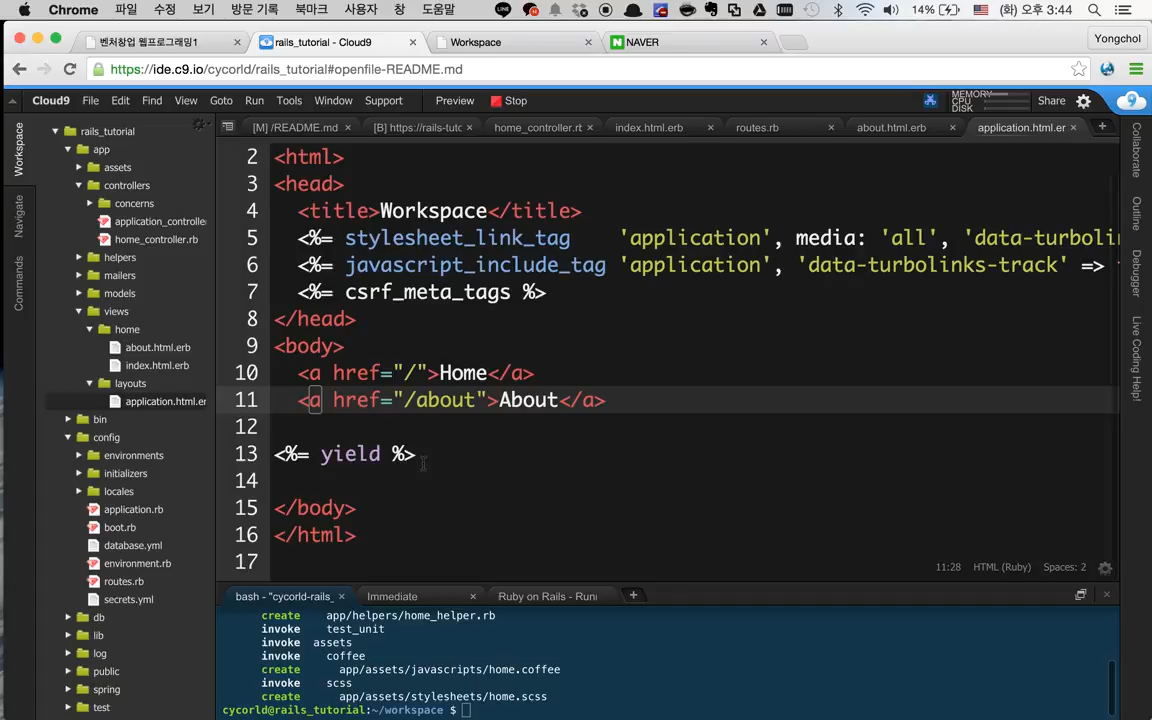 Chrome 파일 수정 보기 방문 기록 북마크 사용자 창 도움말 14% (화) 오후 3:44
벤처창업 웹프로그래밍1 × rails_tutorial - Cloud9 × Workspace × NAVER × Yongchol
https://ide.c9.io/cycorld/rails_tutorial#openfile-README.md
Cloud9 File Edit Find View Goto Run Tools Window Support Preview Stop MEMORY CPU DISK Share
[M] /README.md × [B] https://rails-tutc × home_controller.rt × index.html.erb × routes.rb × about.html.erb × application.html.er ×
Workspace
Navigate
Commands
rails_tutorial
app
assets
controllers
concerns
application_controlle
home_controller.rb
helpers
mailers
models
views
home
about.html.erb
index.html.erb
layouts
application.html.er
bin
config
environments
initializers
locales
application.rb
boot.rb
database.yml
environment.rb
routes.rb
secrets.yml
db
lib
log
public
spring
test
2 <html>
3 <head>
4 <title>Workspace</title>
5 <%= stylesheet_link_tag 'application', media: 'all', 'data-turbolin
6 <%= javascript_include_tag 'application', 'data-turbolinks-track' =>
7 <%= csrf_meta_tags %>
8 </head>
9 <body>
10 <a href="/">Home</a>
11 <a href="/about">About</a>
12
13 <%= yield %>
14
15 </body>
16 </html>
17
11:28 HTML (Ruby) Spaces: 2
Collaborate
Outline
Debugger
Live Coding Help!
bash - "cycorld-rails_ × Immediate × Ruby on Rails - Runi ×
create app/helpers/home_helper.rb
invoke test_unit
invoke assets
invoke coffee
create app/assets/javascripts/home.coffee
invoke scss
create app/assets/stylesheets/home.scss
cycorld@rails_tutorial:~/workspace $